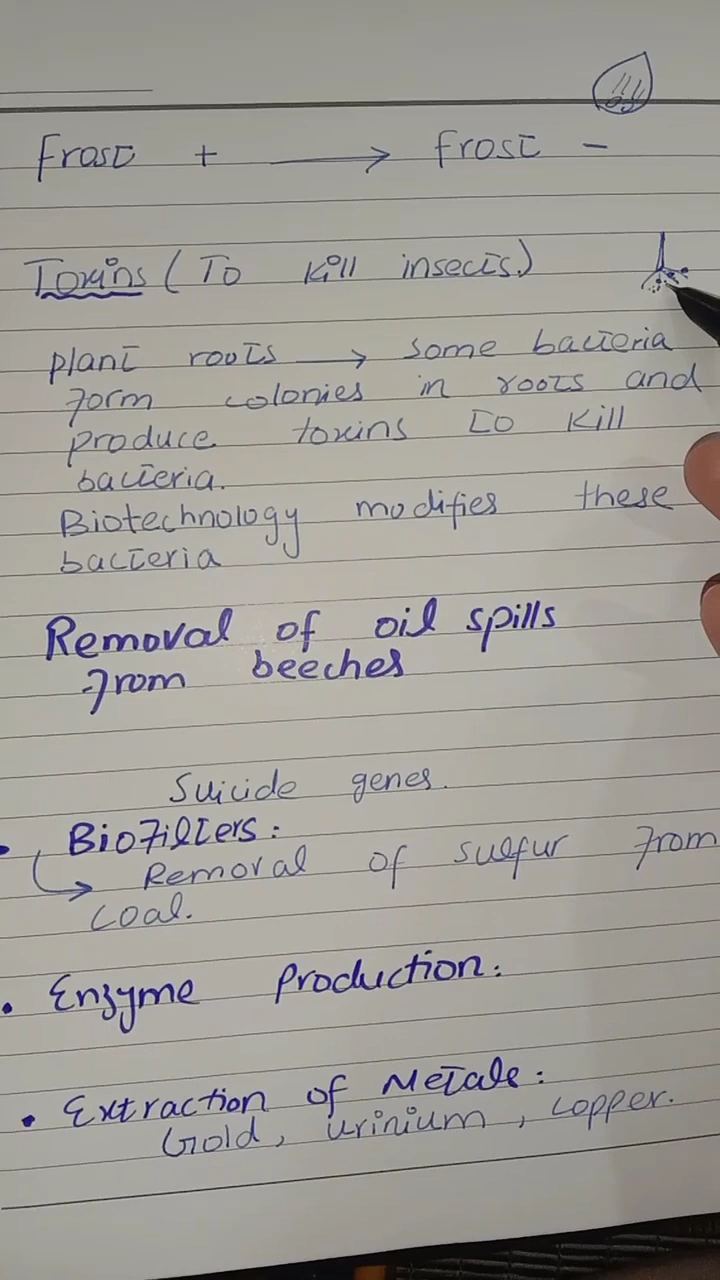 Frost + → Frost -
Toxins (To Kill insects.)
plant roots → some bacteria
form colonies in roots and
produce toxins to Kill
bacteria.
Biotechnology modifies these
bacteria
Removal of oil spills
from beeches
Suicide genes.
• BioFilters:
↳ Removal of sulfur from
coal.
• Enzyme Production:
• Extraction of Metals:
Gold, Urinium, copper.